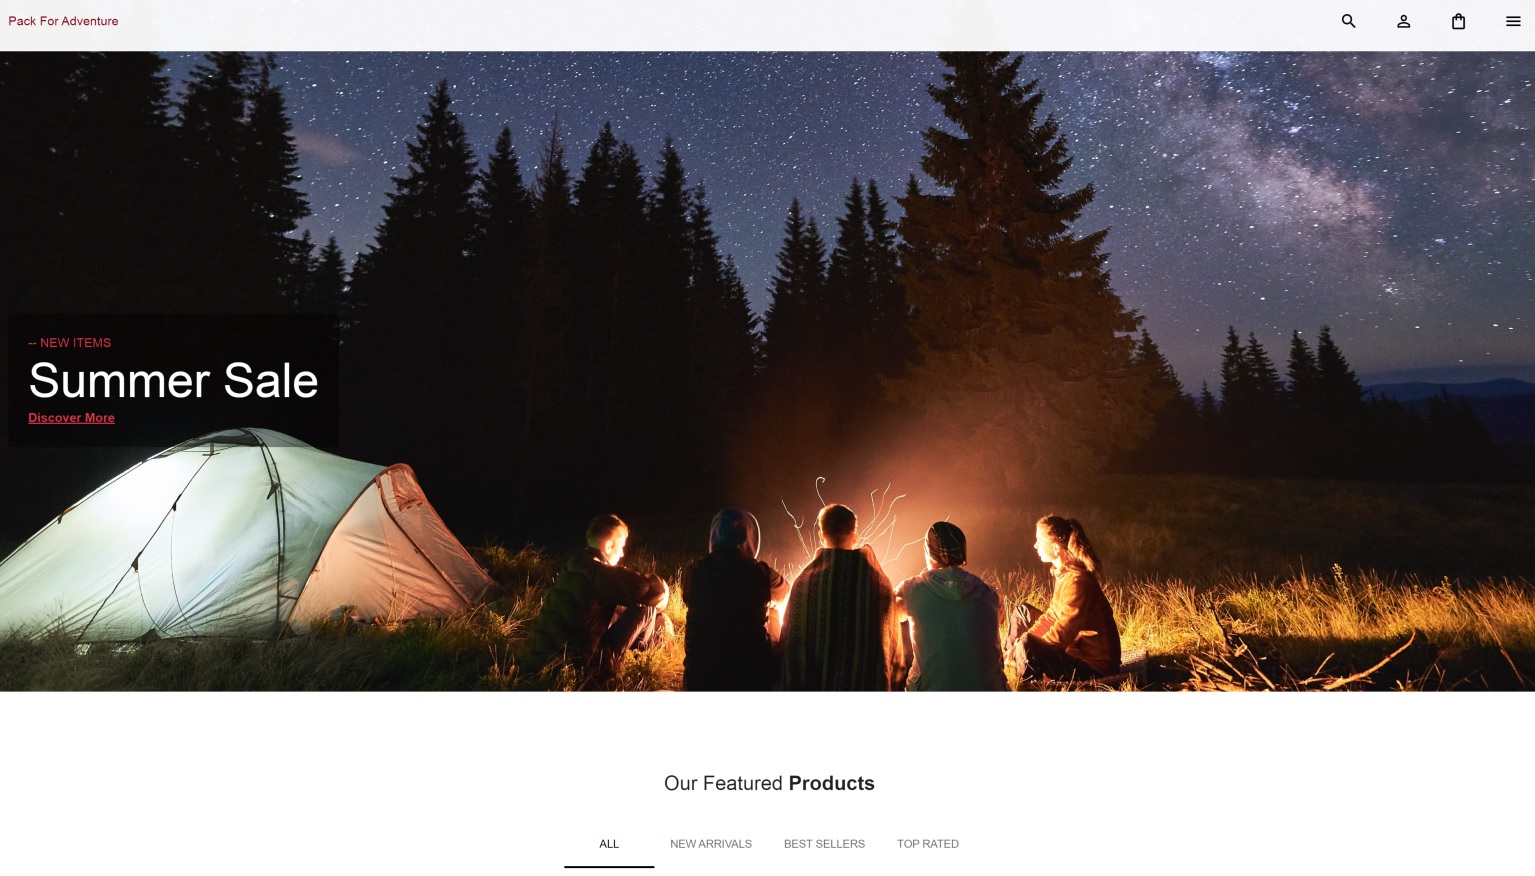 Pack For Adventure
-- NEW ITEMS
Summer Sale
Discover More
Our Featured Products
ALL NEW ARRIVALS BEST SELLERS TOP RATED